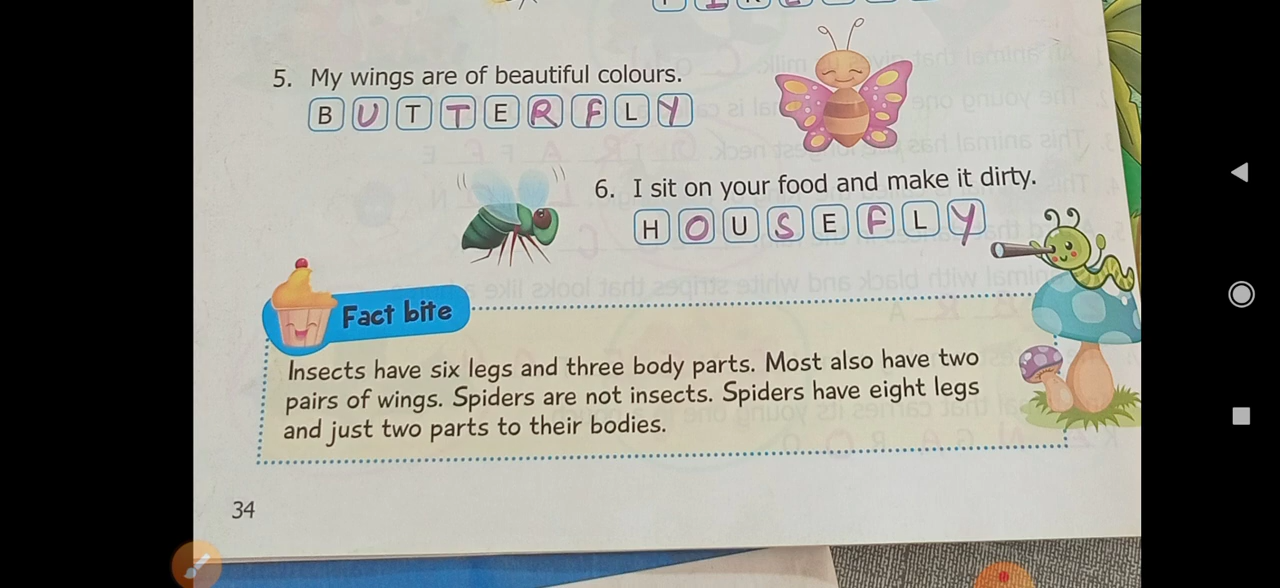 5. My wings are of beautiful colours.
BUTTERFLY
6. I sit on your food and make it dirty.
HOUSEFLY
Fact bite
Insects have six legs and three body parts. Most also have two
pairs of wings. Spiders are not insects. Spiders have eight legs
and just two parts to their bodies.
34